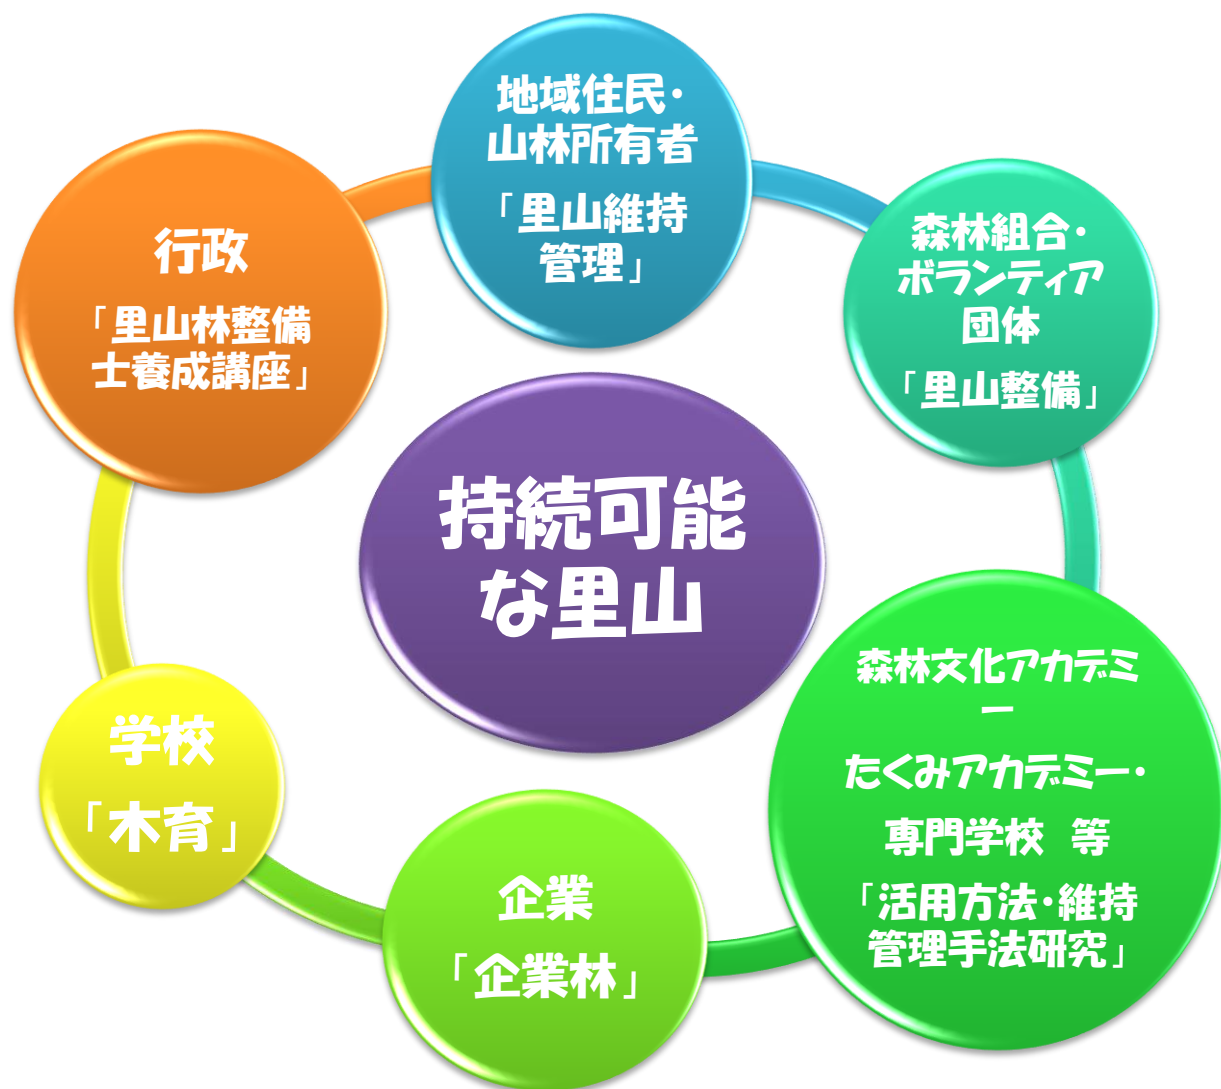 地域住民・
山林所有者
「里山維持
管理」
森林組合・
ボランティア
団体
「里山整備」
森林文化アカデミ
ー
たくみアカデミー・
専門学校 等
「活用方法・維持
管理手法研究」
企業
「企業林」
学校
「木育」
行政
「里山林整備
士養成講座」
持続可能
な里山